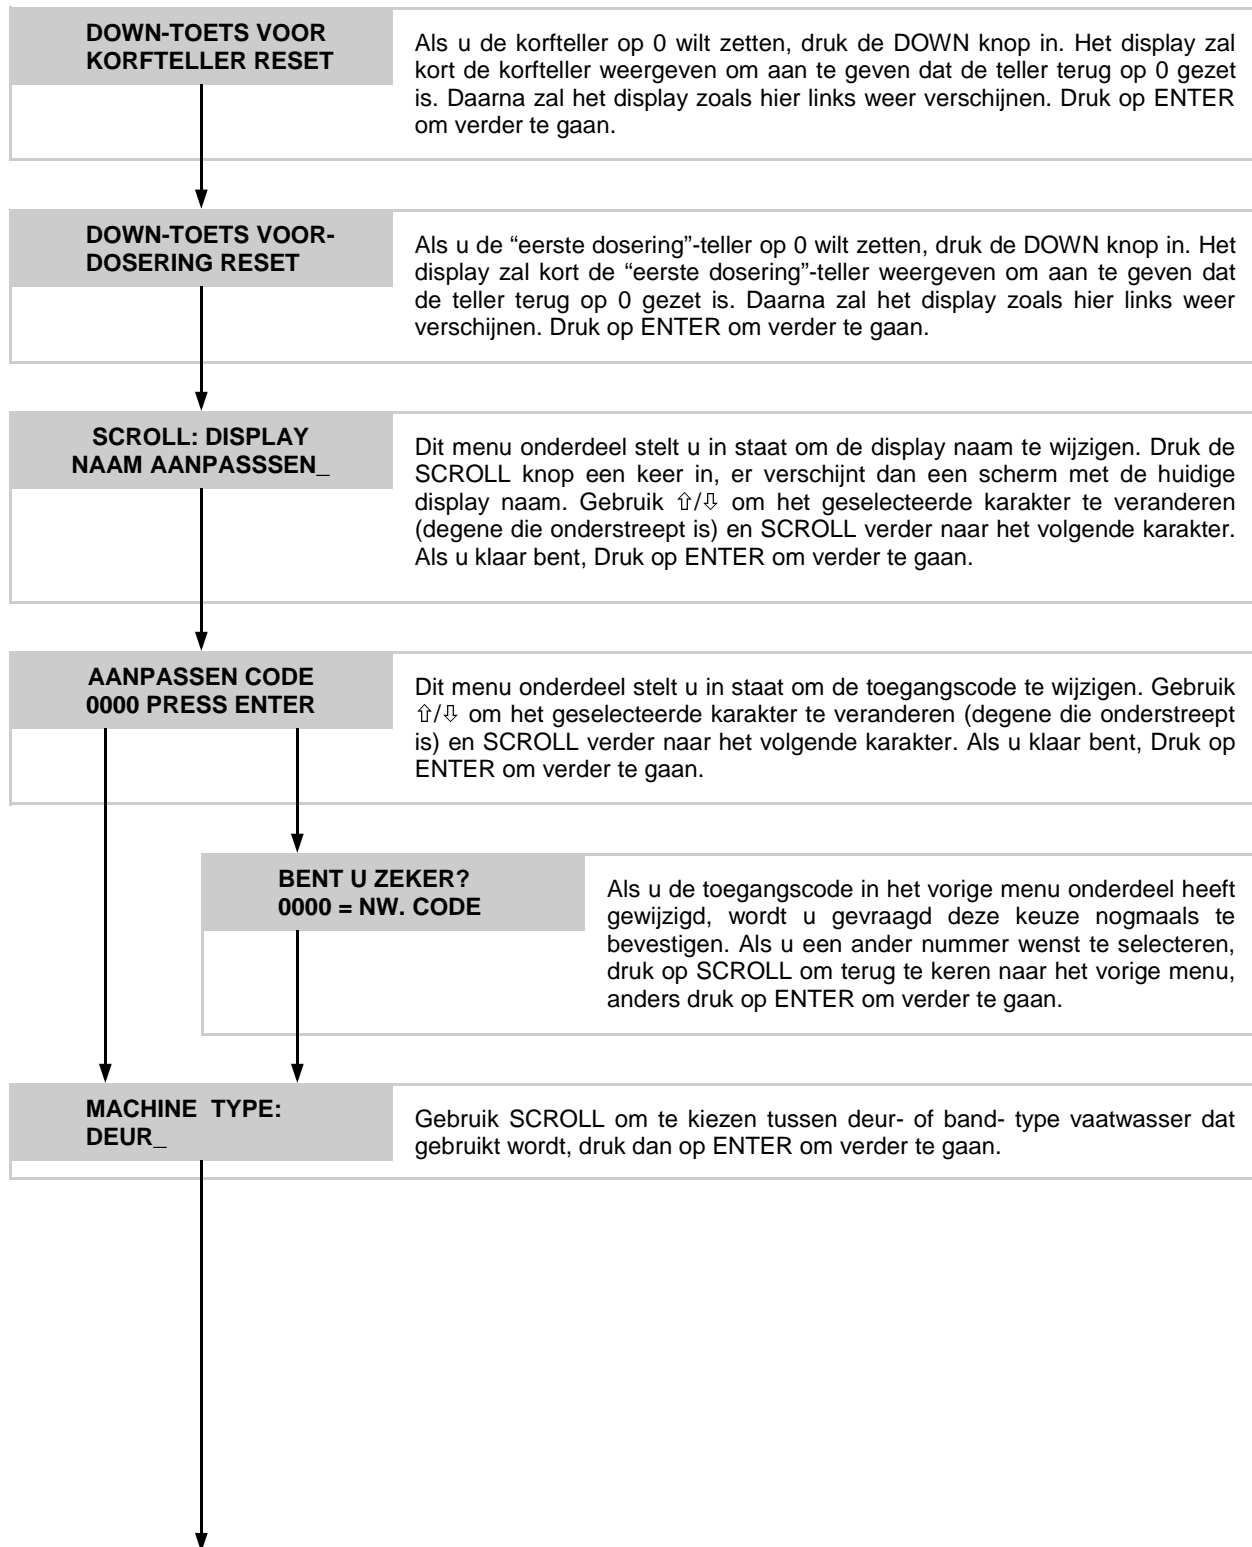 DOWN-TOETS VOOR
KORFTELLER RESET
Als u de korfteller op 0 wilt zetten, druk de DOWN knop in. Het display zal
kort de korfteller weergeven om aan te geven dat de teller terug op 0 gezet
is. Daarna zal het display zoals hier links weer verschijnen. Druk op ENTER
om verder te gaan.
DOWN-TOETS VOOR-
DOSERING RESET
Als u de “eerste dosering”-teller op 0 wilt zetten, druk de DOWN knop in. Het
display zal kort de “eerste dosering”-teller weergeven om aan te geven dat
de teller terug op 0 gezet is. Daarna zal het display zoals hier links weer
verschijnen. Druk op ENTER om verder te gaan.
SCROLL: DISPLAY
NAAM AANPASSSEN_
Dit menu onderdeel stelt u in staat om de display naam te wijzigen. Druk de
SCROLL knop een keer in, er verschijnt dan een scherm met de huidige
display naam. Gebruik ⇧/⇩ om het geselecteerde karakter te veranderen
(degene die onderstreept is) en SCROLL verder naar het volgende karakter.
Als u klaar bent, Druk op ENTER om verder te gaan.
AANPASSEN CODE
0000 PRESS ENTER
Dit menu onderdeel stelt u in staat om de toegangscode te wijzigen. Gebruik
⇧/⇩ om het geselecteerde karakter te veranderen (degene die onderstreept
is) en SCROLL verder naar het volgende karakter. Als u klaar bent, Druk op
ENTER om verder te gaan.
BENT U ZEKER?
0000 = NW. CODE
Als u de toegangscode in het vorige menu onderdeel heeft
gewijzigd, wordt u gevraagd deze keuze nogmaals te
bevestigen. Als u een ander nummer wenst te selecteren,
druk op SCROLL om terug te keren naar het vorige menu,
anders druk op ENTER om verder te gaan.
MACHINE TYPE:
DEUR_
Gebruik SCROLL om te kiezen tussen deur- of band- type vaatwasser dat
gebruikt wordt, druk dan op ENTER om verder te gaan.